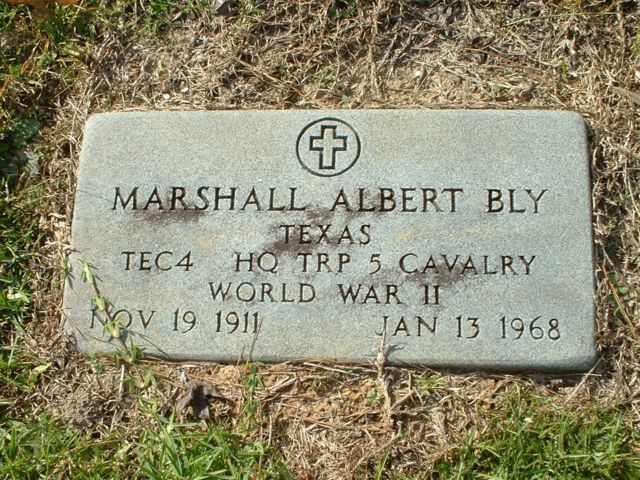 MARSHALL ALBERT BLY
TEXAS
TEC4 HQ TRP 5 CAVALRY
WORLD WAR II
NOV 19 1911 JAN 13 1968